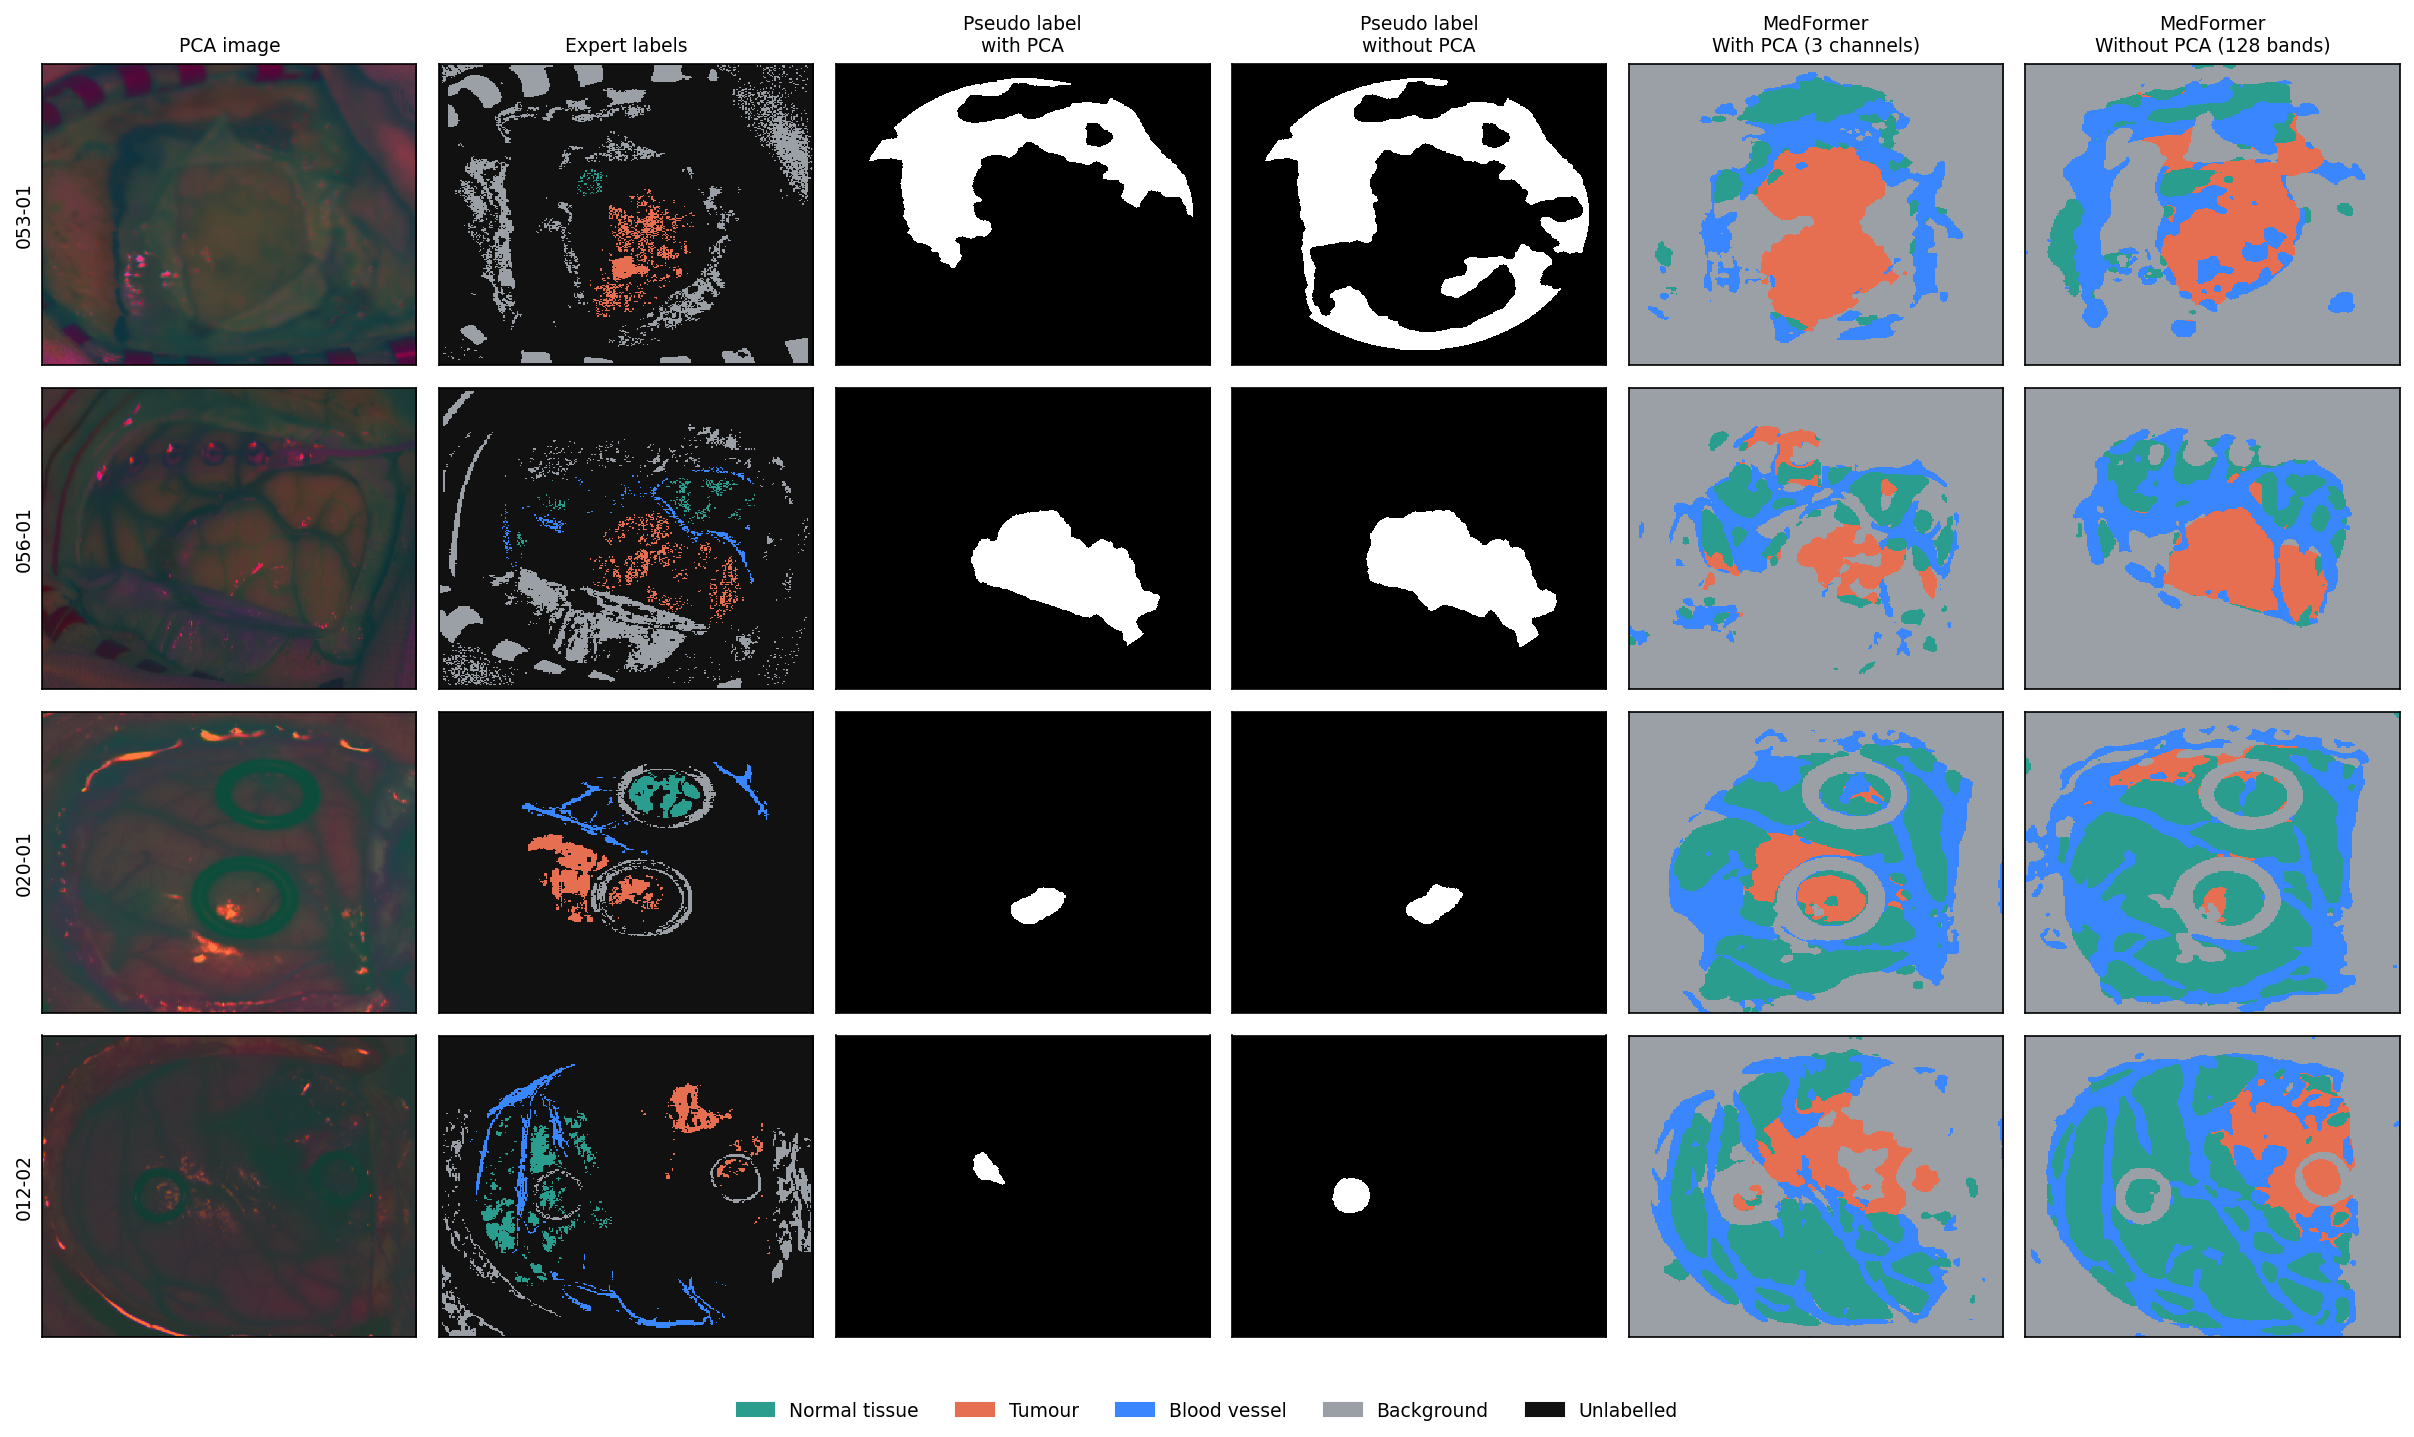 PCA image
Expert labels
Pseudo label
with PCA
Pseudo label
without PCA
MedFormer
With PCA (3 channels)
MedFormer
Without PCA (128 bands)
053-01
056-01
020-01
012-02
Normal tissue
Tumour
Blood vessel
Background
Unlabelled